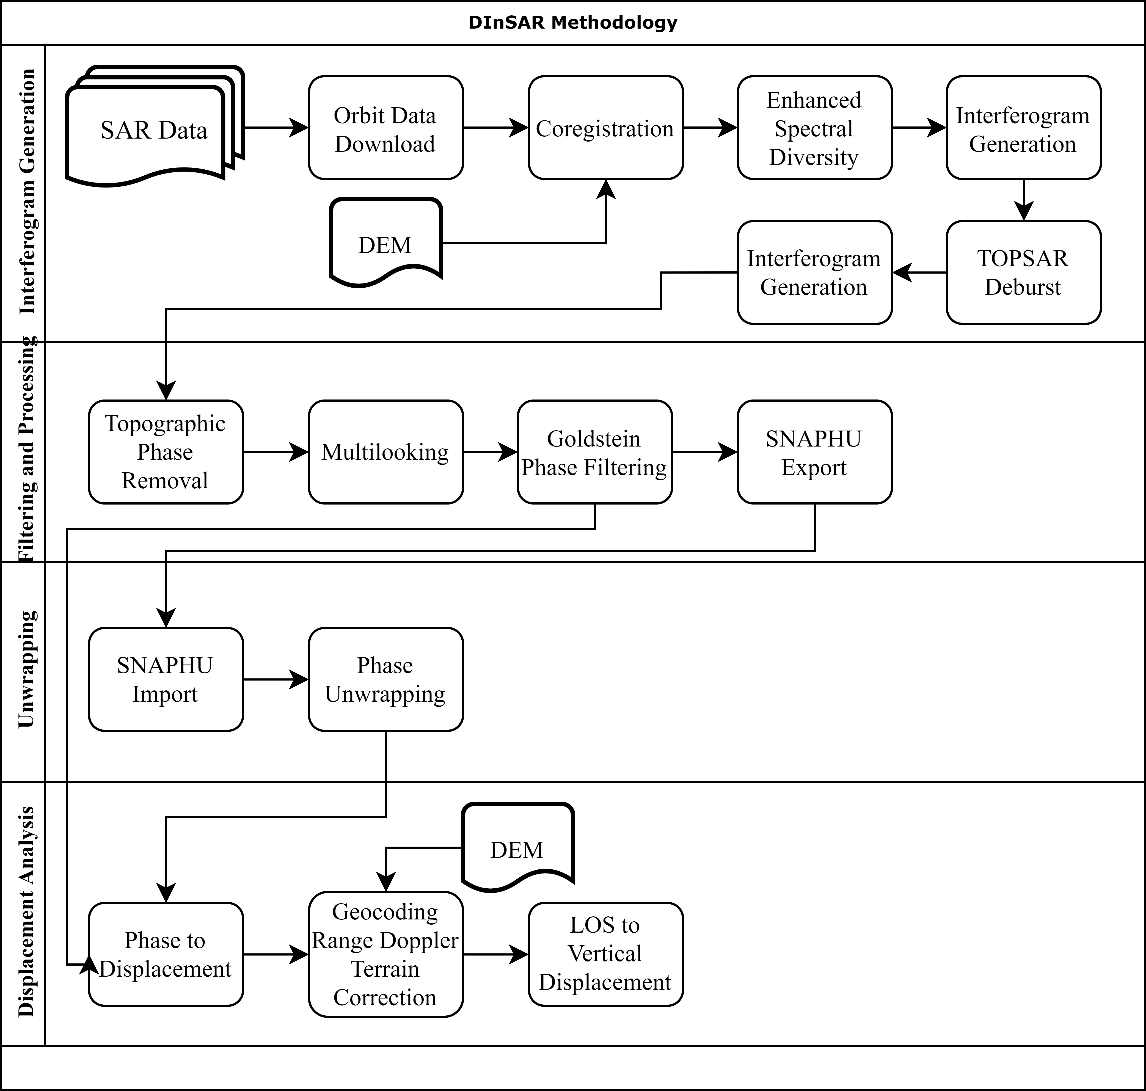 DInSAR Methodology
Interferogram Generation
SAR Data
Orbit Data
Download
Coregistration
Enhanced
Spectral
Diversity
Interferogram
Generation
DEM
Interferogram
Generation
TOPSAR
Deburst
Filtering and Processing
Topographic
Phase
Removal
Multilooking
Goldstein
Phase Filtering
SNAPHU
Export
Unwrapping
SNAPHU
Import
Phase
Unwrapping
Displacement Analysis
DEM
Phase to
Displacement
Geocoding
Range Doppler
Terrain
Correction
LOS to
Vertical
Displacement